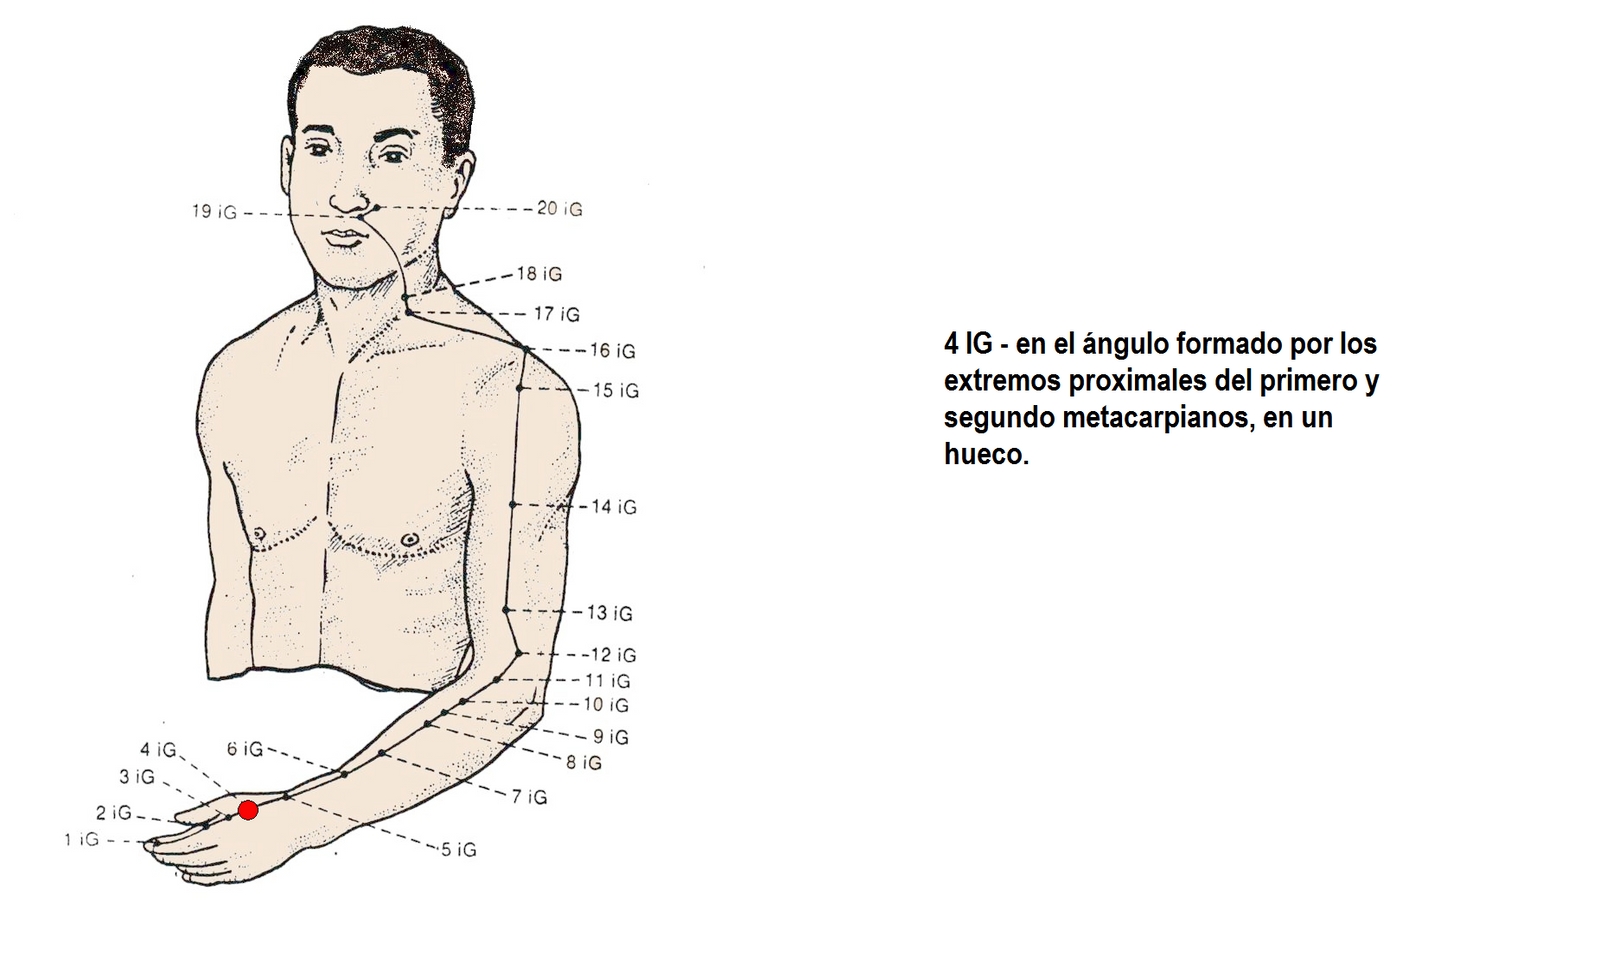 19 iG
20 iG
18 iG
17 iG
16 iG
15 iG
14 iG
13 iG
12 iG
11 iG
10 iG
9 iG
8 iG
7 iG
6 iG
4 iG
3 iG
2 iG
1 iG
5 iG
4 IG - en el ángulo formado por los
extremos proximales del primero y
segundo metacarpianos, en un
hueco.